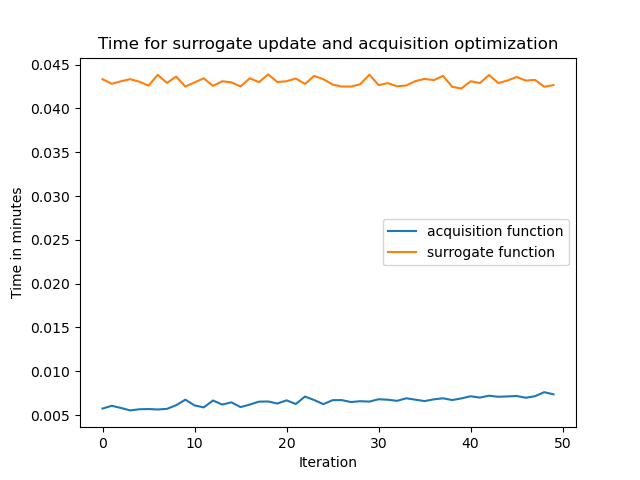 Time for surrogate update and acquisition optimization
0.045
0.040
0.035
0.030
0.025
0.020
0.015
0.010
0.005
Time in minutes
acquisition function
surrogate function
0 10 20 30 40 50
Iteration